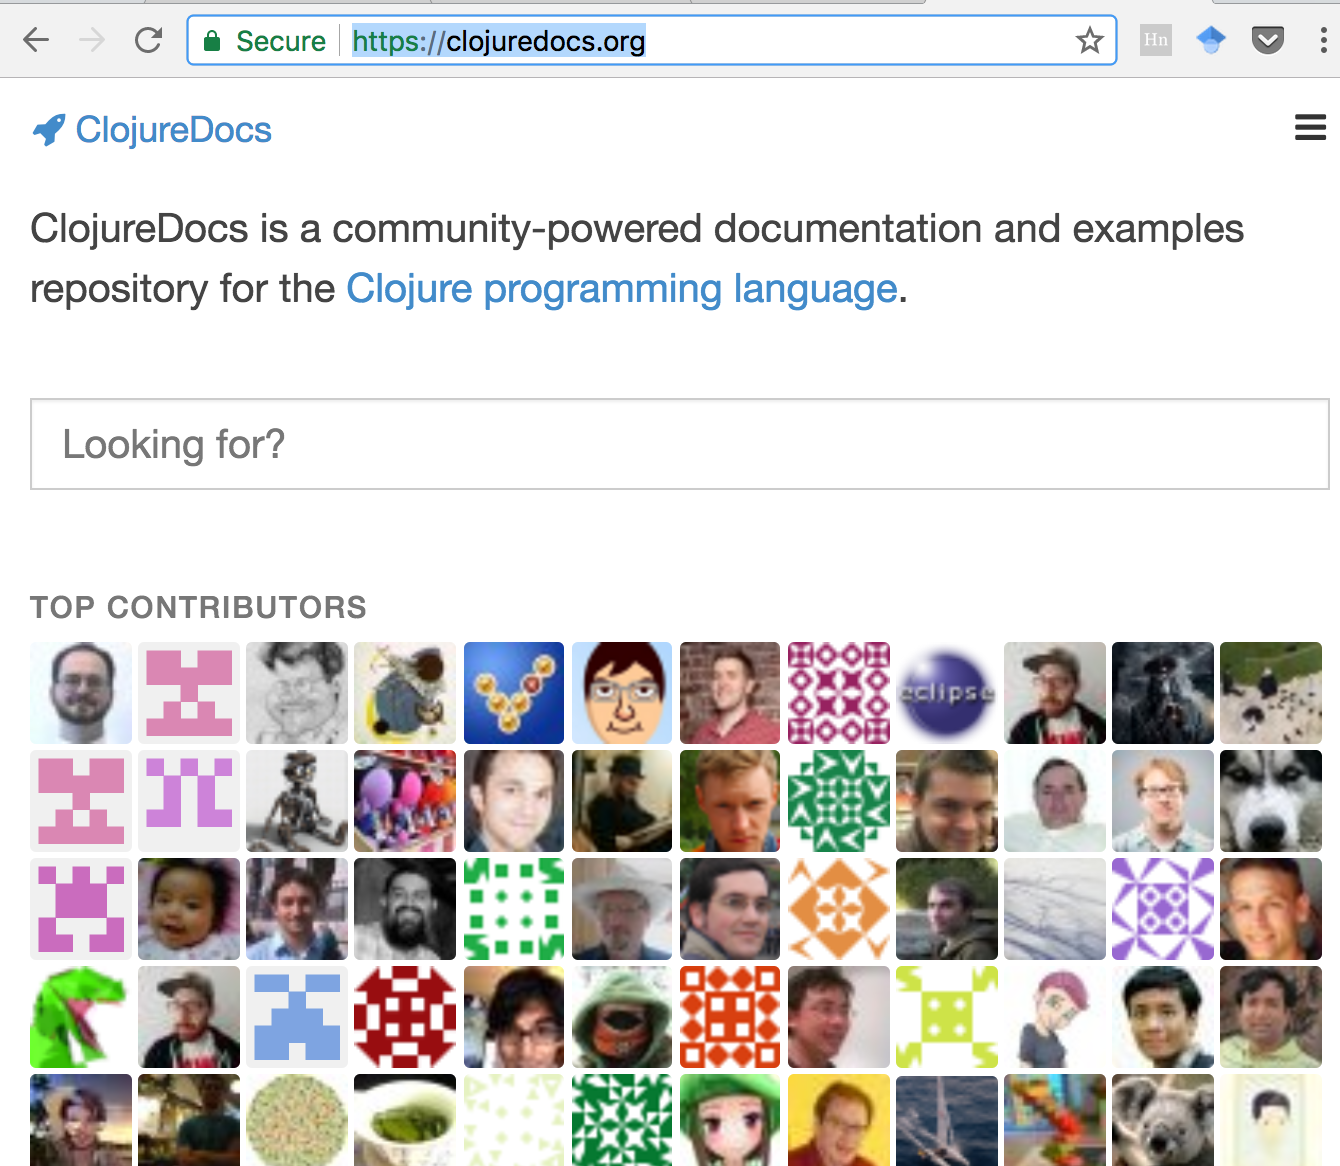 Secure https://clojuredocs.org
Hn
ClojureDocs
ClojureDocs is a community-powered documentation and examples
repository for the Clojure programming language.
Looking for?
TOP CONTRIBUTORS
eclipse